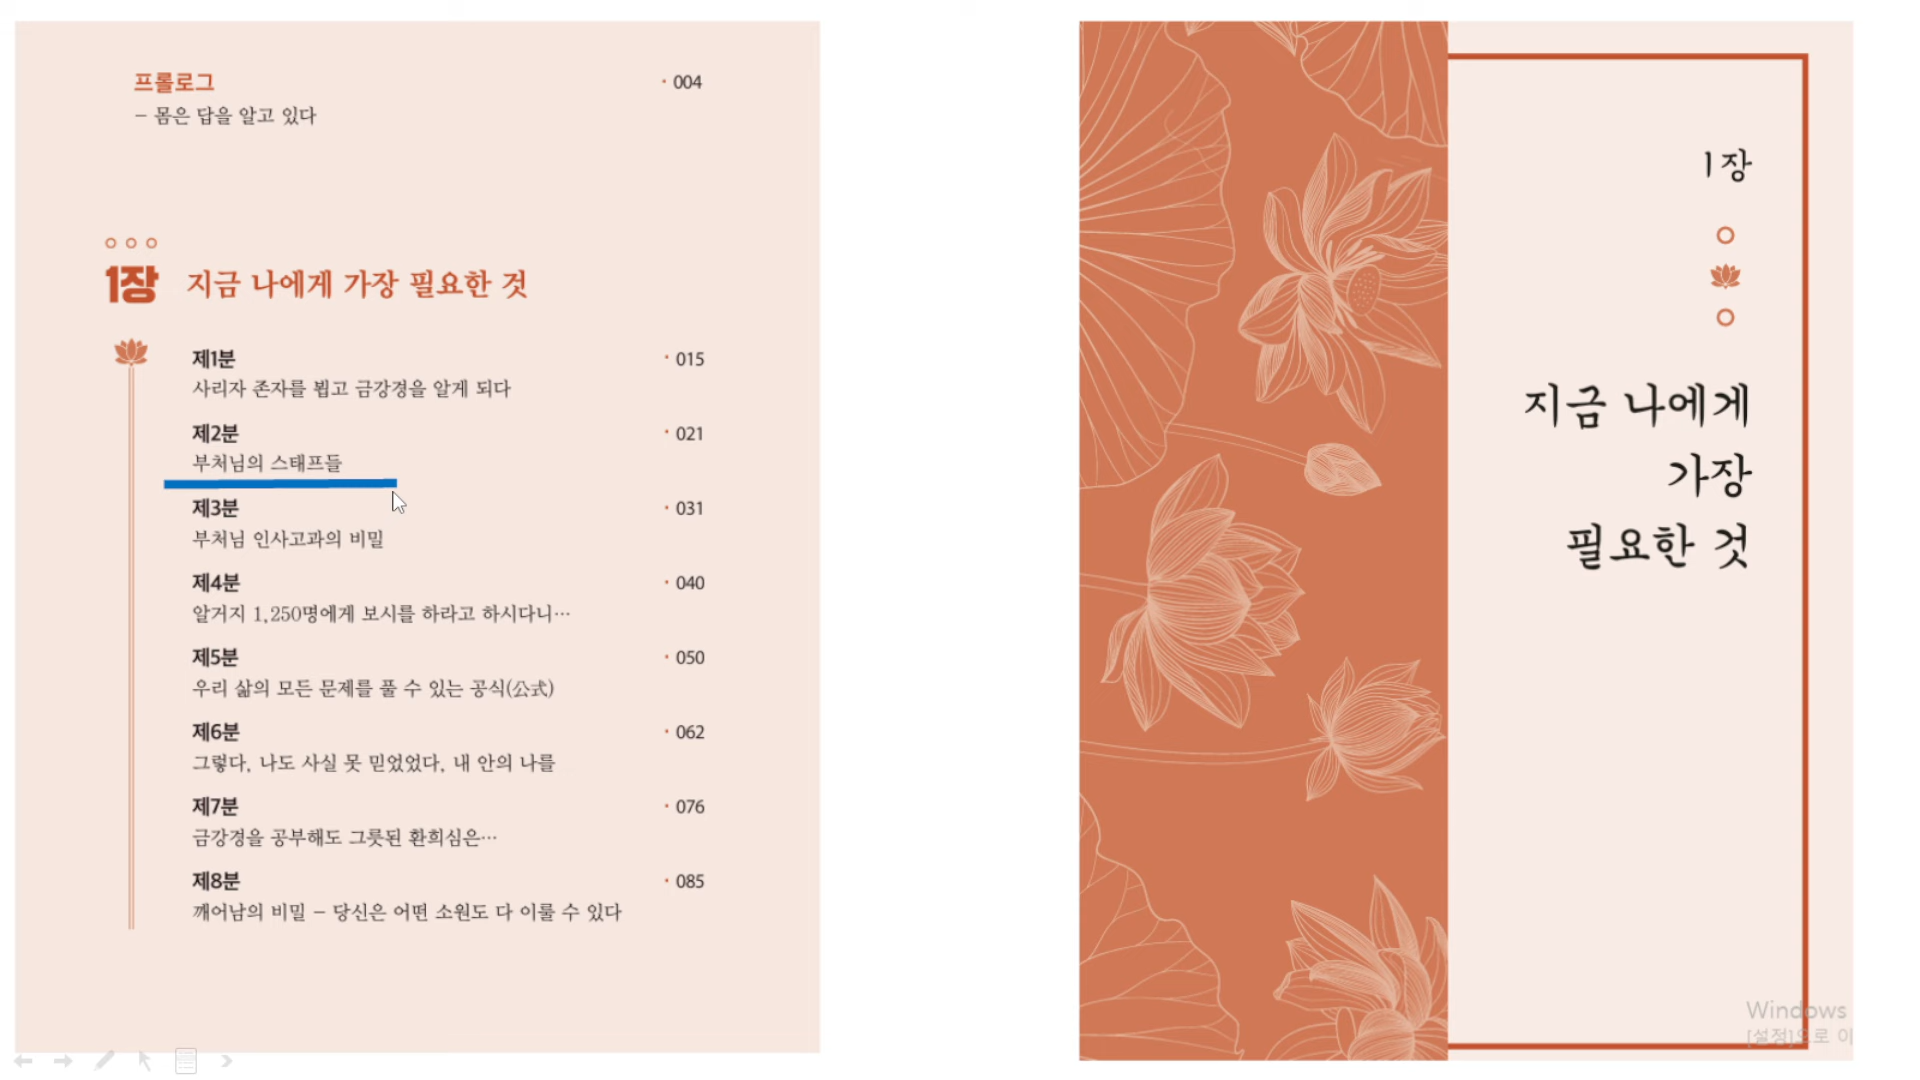 프롤로그 · 004
– 몸은 답을 알고 있다
1장 지금 나에게 가장 필요한 것
제1분 · 015
사리자 존자를 뵙고 금강경을 알게 되다
제2분 · 021
부처님의 스태프들
제3분 · 031
부처님 인사고과의 비밀
제4분 · 040
알거지 1,250명에게 보시를 하라고 하시다니…
제5분 · 050
우리 삶의 모든 문제를 풀 수 있는 공식(公式)
제6분 · 062
그렇다, 나도 사실 못 믿었었다, 내 안의 나를
제7분 · 076
금강경을 공부해도 그릇된 환희심은…
제8분 · 085
깨어남의 비밀 – 당신은 어떤 소원도 다 이룰 수 있다
1장
지금 나에게
가장
필요한 것
Windows
[설정]으로 이